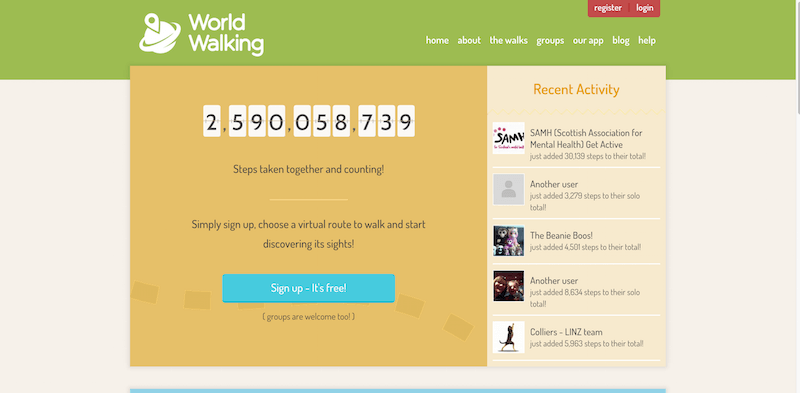 register login
World
Walking
home about the walks groups our app blog help
2,590,058,739
Steps taken together and counting!
Simply sign up, choose a virtual route to walk and start
discovering its sights!
Sign up - It's free!
( groups are welcome too! )
Recent Activity
SAMH
SAMH (Scottish Association for
Mental Health) Get Active
just added 30,139 steps to their total!
Another user
just added 3,279 steps to their solo
total!
The Beanie Boos!
just added 4,501 steps to their total!
Another user
just added 8,634 steps to their solo
total!
Colliers - LINZ team
just added 5,963 steps to their total!